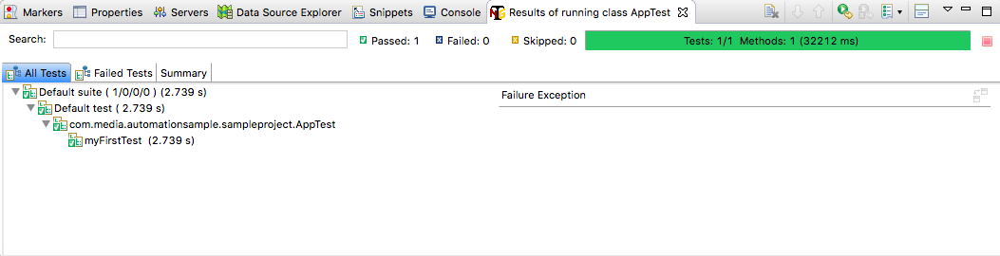 Markers Properties Servers Data Source Explorer Snippets Console Results of running class AppTest
Search: Passed: 1 Failed: 0 Skipped: 0 Tests: 1/1 Methods: 1 (32212 ms)
All Tests Failed Tests Summary
Default suite ( 1/0/0/0 ) (2.739 s)
Failure Exception
Default test ( 2.739 s)
com.media.automationsample.sampleproject.AppTest
myFirstTest (2.739 s)